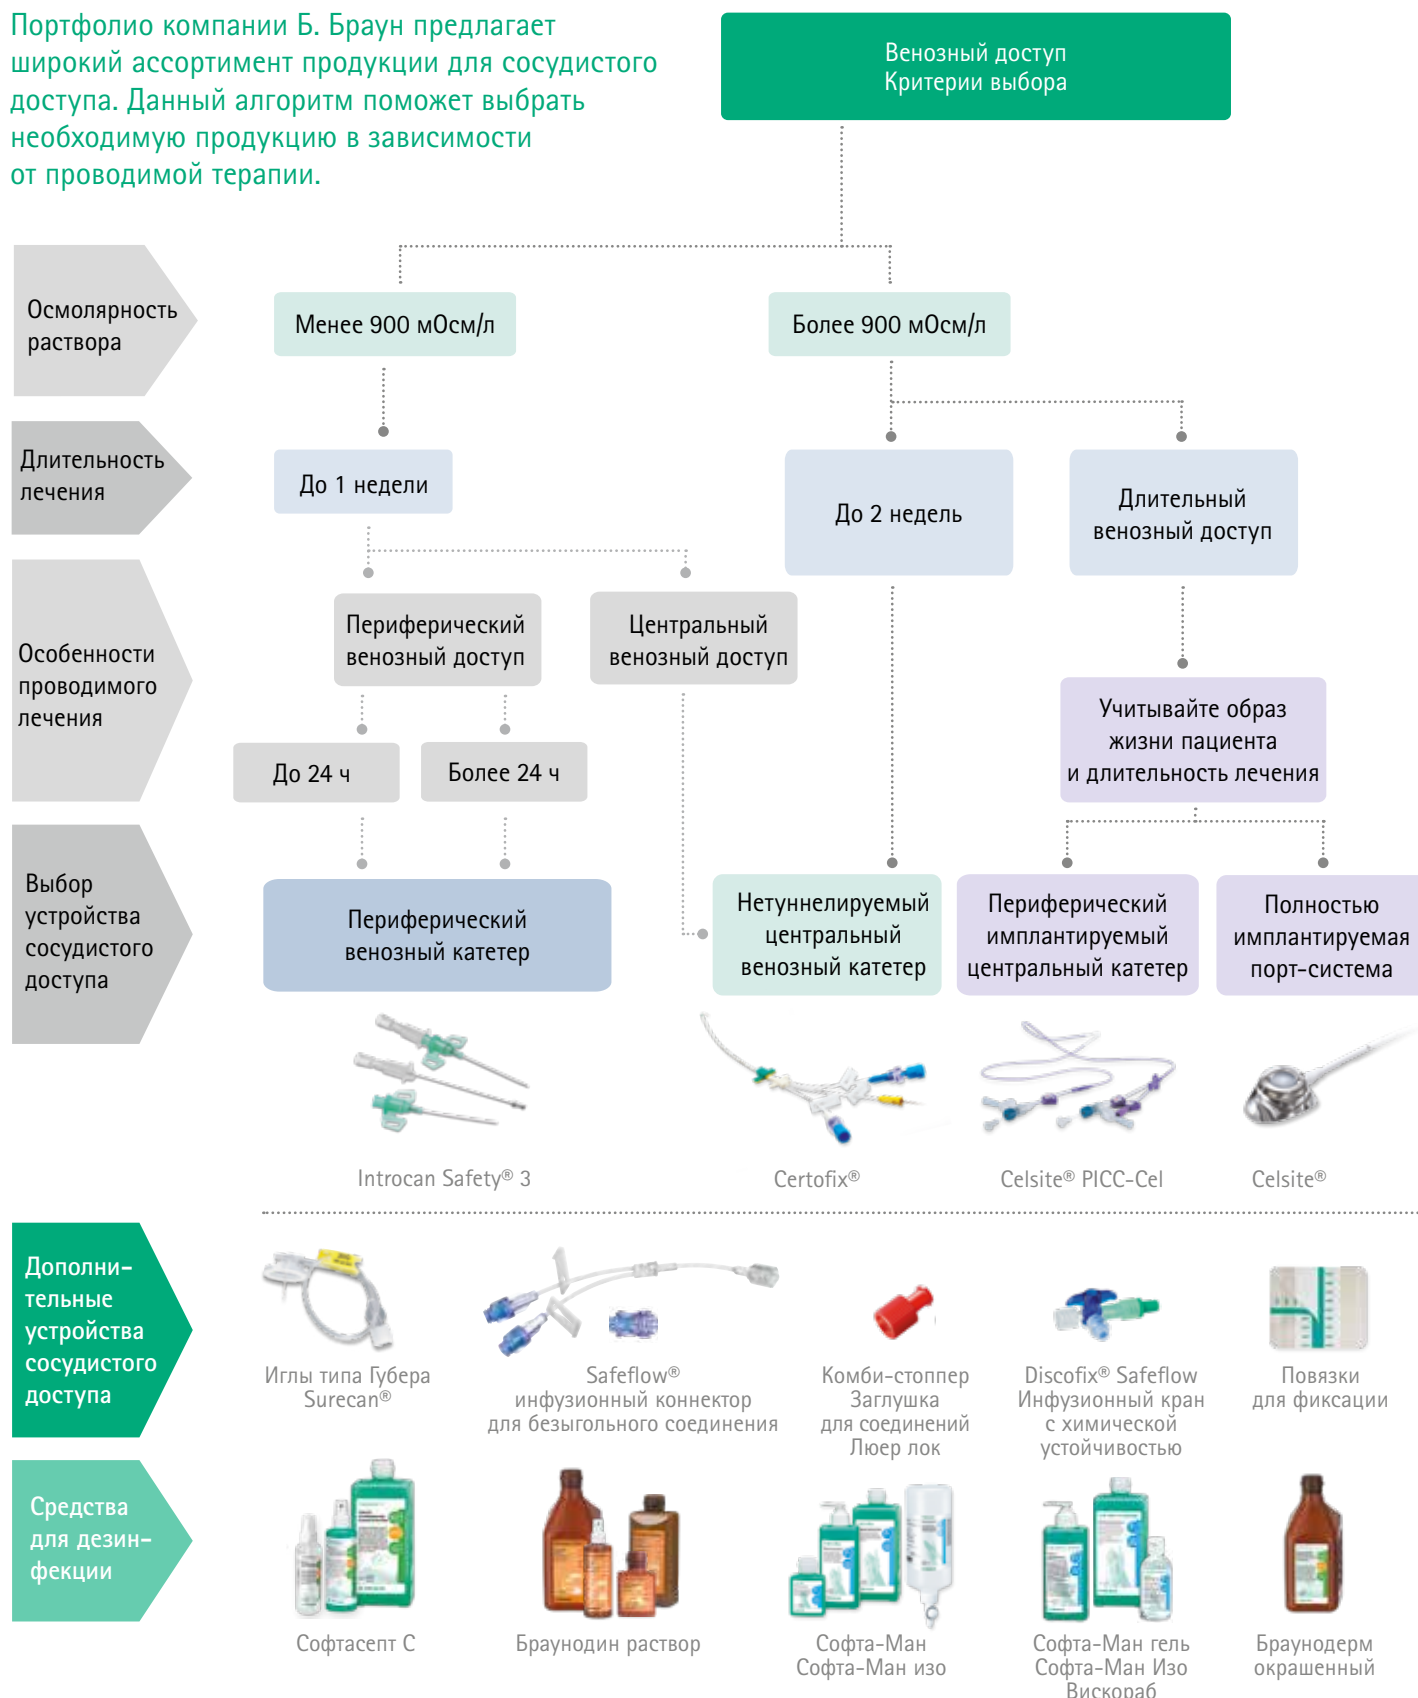 Портфолио компании Б. Браун предлагает
широкий ассортимент продукции для сосудистого
доступа. Данный алгоритм поможет выбрать
необходимую продукцию в зависимости
от проводимой терапии.
Венозный доступ
Критерии выбора
Осмолярность
раствора
Менее 900 мОсм/л
Более 900 мОсм/л
Длительность
лечения
До 1 недели
До 2 недель
Длительный
венозный доступ
Особенности
проводимого
лечения
Периферический
венозный доступ
Центральный
венозный доступ
До 24 ч
Более 24 ч
Учитывайте образ
жизни пациента
и длительность лечения
Выбор
устройства
сосудистого
доступа
Периферический
венозный катетер
Нетуннелируемый
центральный
венозный катетер
Периферический
имплантируемый
центральный катетер
Полностью
имплантируемая
порт-система
Introcan Safety® 3
Certofix®
Celsite® PICC-Cel
Celsite®
Дополни-
тельные
устройства
сосудистого
доступа
Иглы типа Губера
Surecan®
Safeflow®
инфузионный коннектор
для безыгольного соединения
Комби-стоппер
Заглушка
для соединений
Люер лок
Discofix® Safeflow
Инфузионный кран
с химической
устойчивостью
Повязки
для фиксации
Средства
для дезин-
фекции
Софтасепт С
Браунодин раствор
Софта-Ман
Софта-Ман изо
Софта-Ман гель
Софта-Ман Изо
Вискораб
Браунодерм
окрашенный